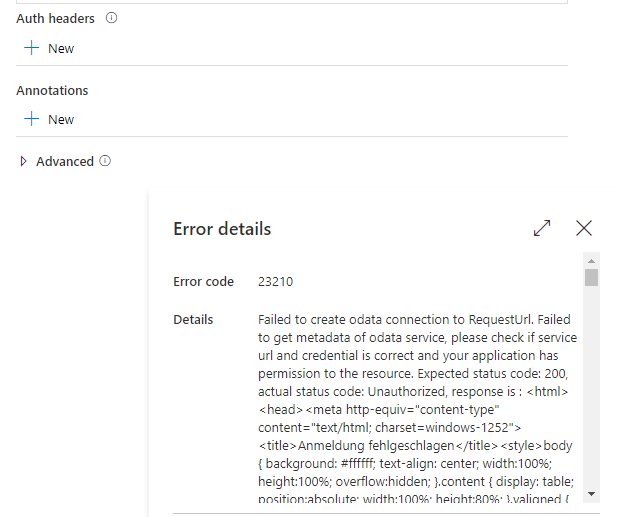 Auth headers
New
Annotations
New
Advanced
Error details
Error code 23210
Details Failed to create odata connection to RequestUrl. Failed
to get metadata of odata service, please check if service
url and credential is correct and your application has
permission to the resource. Expected status code: 200,
actual status code: Unauthorized, response is : <html>
<head><meta http-equiv="content-type"
content="text/html; charset=windows-1252">
<title>Anmeldung fehlgeschlagen</title><style>body
{ background: #ffffff; text-align: center; width:100%;
height:100%; overflow:hidden; }.content { display: table;
position:absolute; width:100%; height:80%; }.valigned {